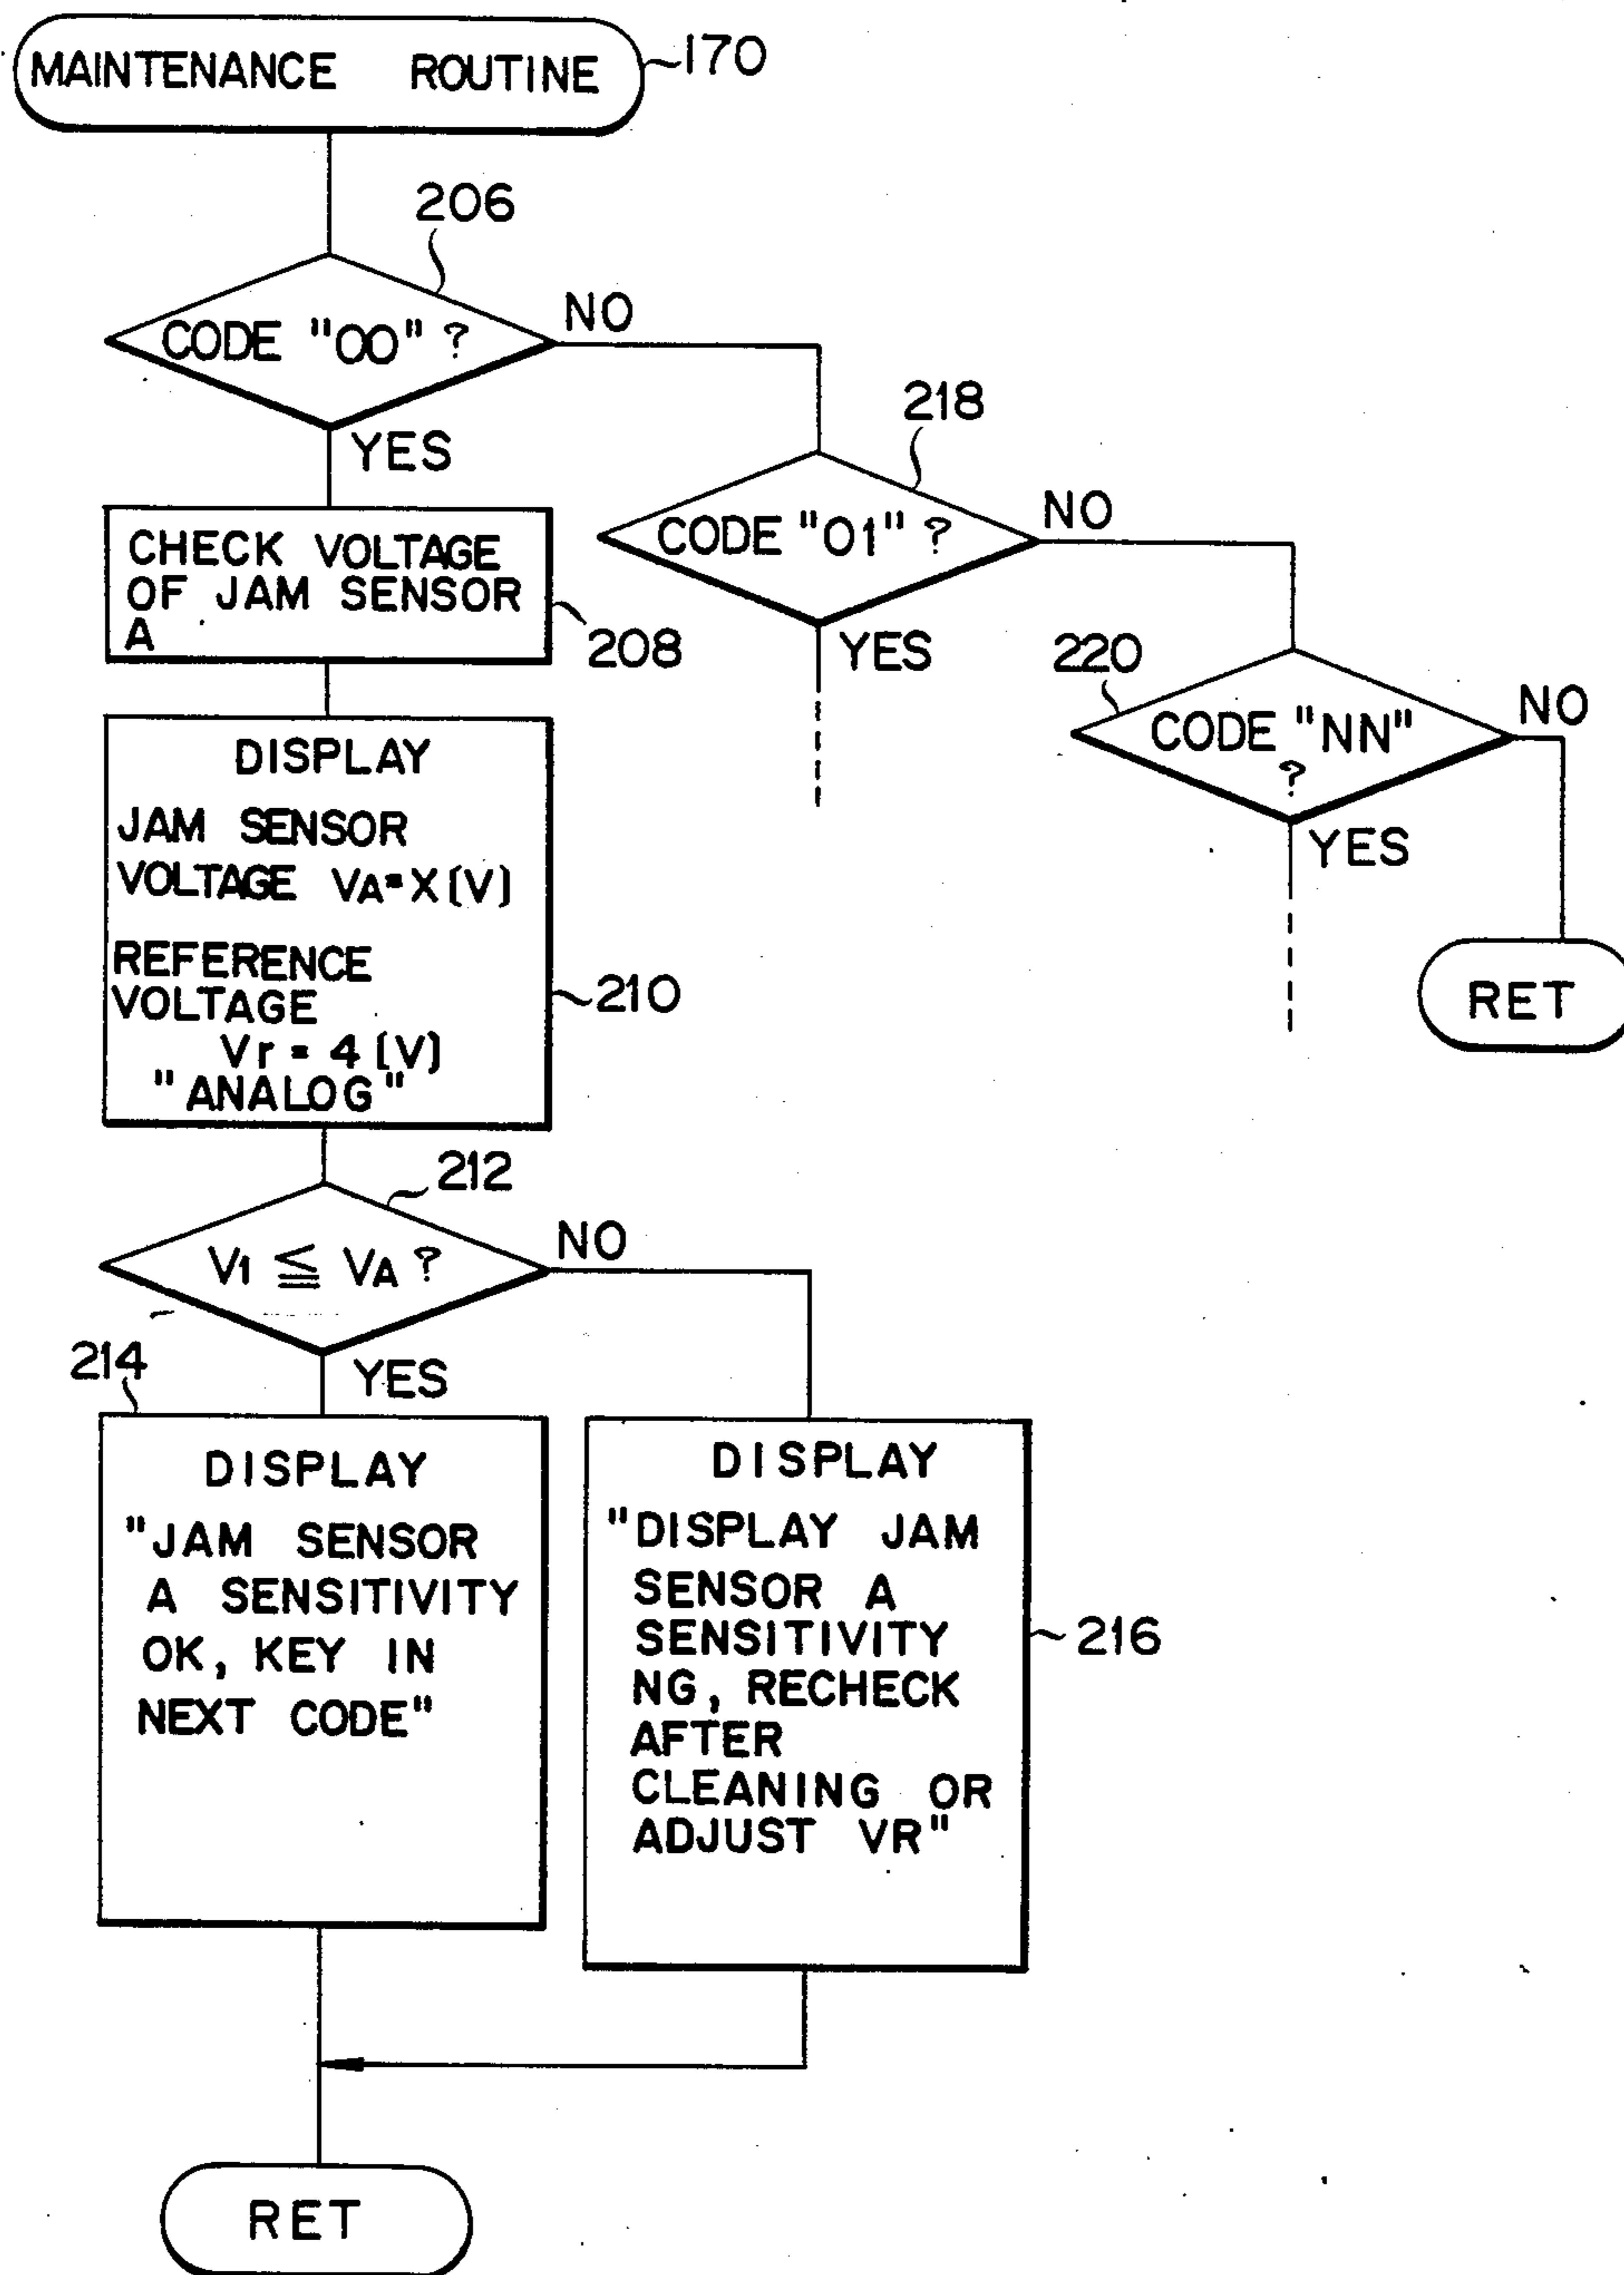 MAINTENANCE ROUTINE
170
206
CODE "00" ?
NO
YES
218
CODE "01" ?
NO
YES
CHECK VOLTAGE
OF JAM SENSOR
A
208
220
CODE "NN"
?
NO
YES
RET
DISPLAY
JAM SENSOR
VOLTAGE VA=X(V)
REFERENCE
VOLTAGE
Vr = 4 (V)
"ANALOG"
210
212
V1 ≦ VA ?
NO
YES
214
DISPLAY
"JAM SENSOR
A SENSITIVITY
OK, KEY IN
NEXT CODE"
DISPLAY
"DISPLAY JAM
SENSOR A
SENSITIVITY
NG, RECHECK
AFTER
CLEANING OR
ADJUST VR"
216
RET